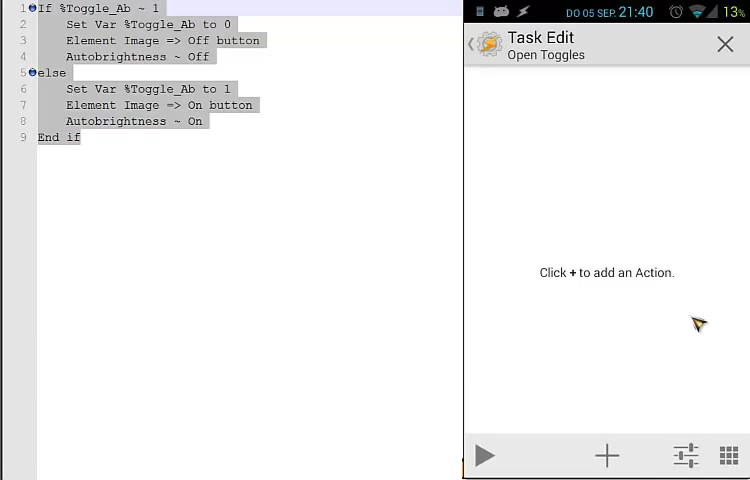 1 If %Toggle_Ab ~ 1
2 Set Var %Toggle_Ab to 0
3 Element Image => Off button
4 Autobrightness ~ Off
5 else
6 Set Var %Toggle_Ab to 1
7 Element Image => On button
8 Autobrightness ~ On
9 End if
DO 05 SEP. 21:40 13%
Task Edit
Open Toggles
Click + to add an Action.